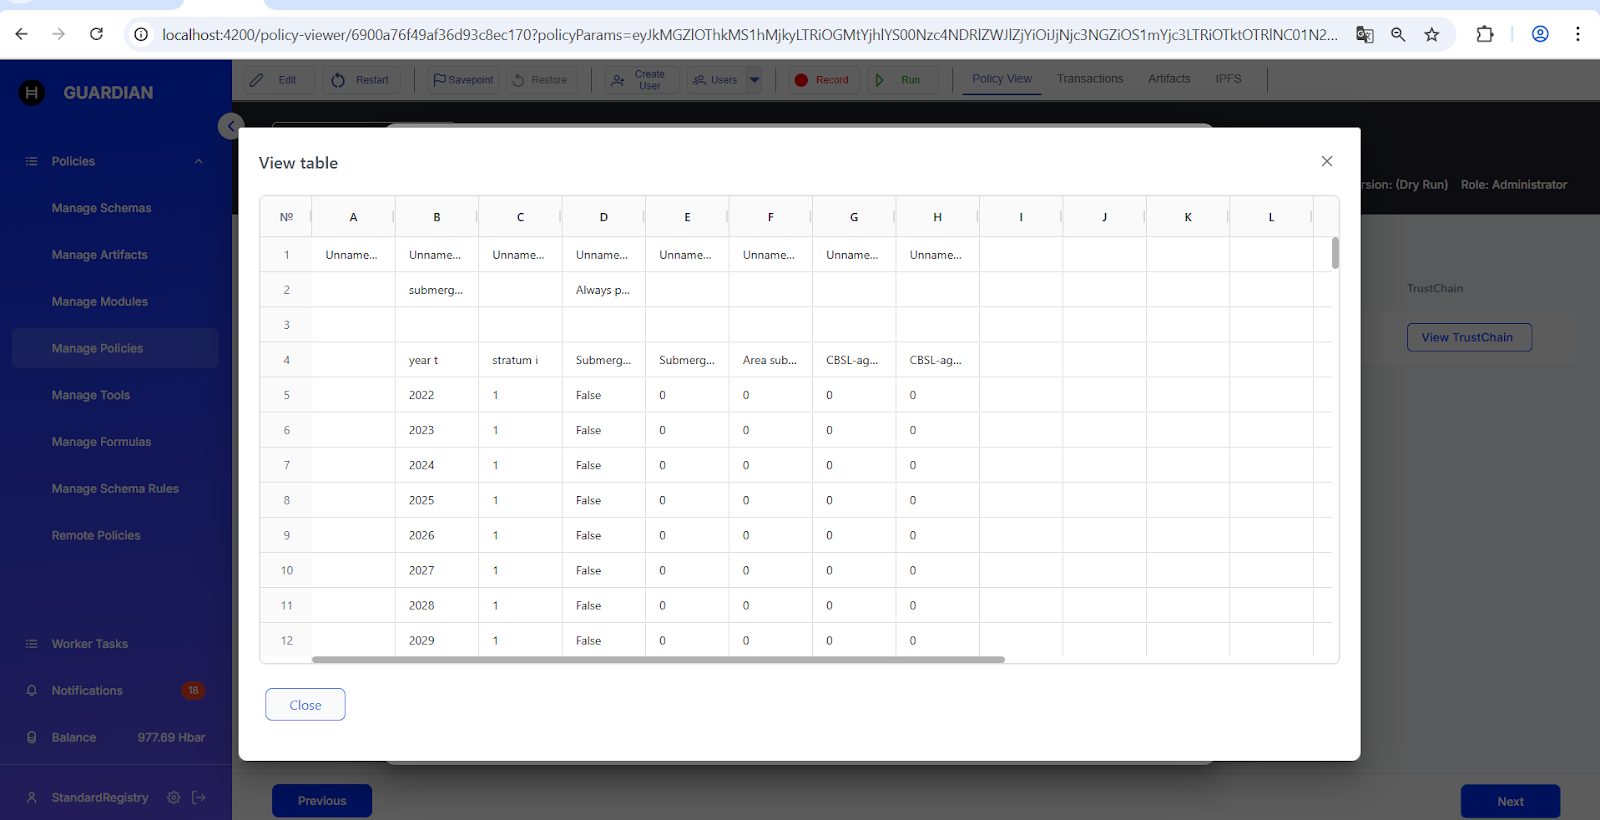 localhost:4200/policy-viewer/6900a76f49af36d93c8ec170?policyParams=eyJkMGZlOThkMS1hMjkyLTRiOGMtYjhlYS00Nzc4NDRlZWJlZjYiOiJjNjc3NGZiOS1mYjc3LTRiOTktOTRlNC01N2...
GUARDIAN
Edit Restart Savepoint Restore Create User Users Record Run Policy View Transactions Artifacts IPFS
Policies
Manage Schemas
Manage Artifacts
Manage Modules
Manage Policies
Manage Tools
Manage Formulas
Manage Schema Rules
Remote Policies
Worker Tasks
Notifications 18
Balance 977.69 Hbar
StandardRegistry
rsion: (Dry Run) Role: Administrator
TrustChain
View TrustChain
View table
№ A B C D E F G H I J K L
1 Unname... Unname... Unname... Unname... Unname... Unname... Unname... Unname...
2 submerg... Always p...
3
4 year t stratum i Submerg... Submerg... Area sub... CBSL-ag... CBSL-ag...
5 2022 1 False 0 0 0 0
6 2023 1 False 0 0 0 0
7 2024 1 False 0 0 0 0
8 2025 1 False 0 0 0 0
9 2026 1 False 0 0 0 0
10 2027 1 False 0 0 0 0
11 2028 1 False 0 0 0 0
12 2029 1 False 0 0 0 0
Close
Previous
Next